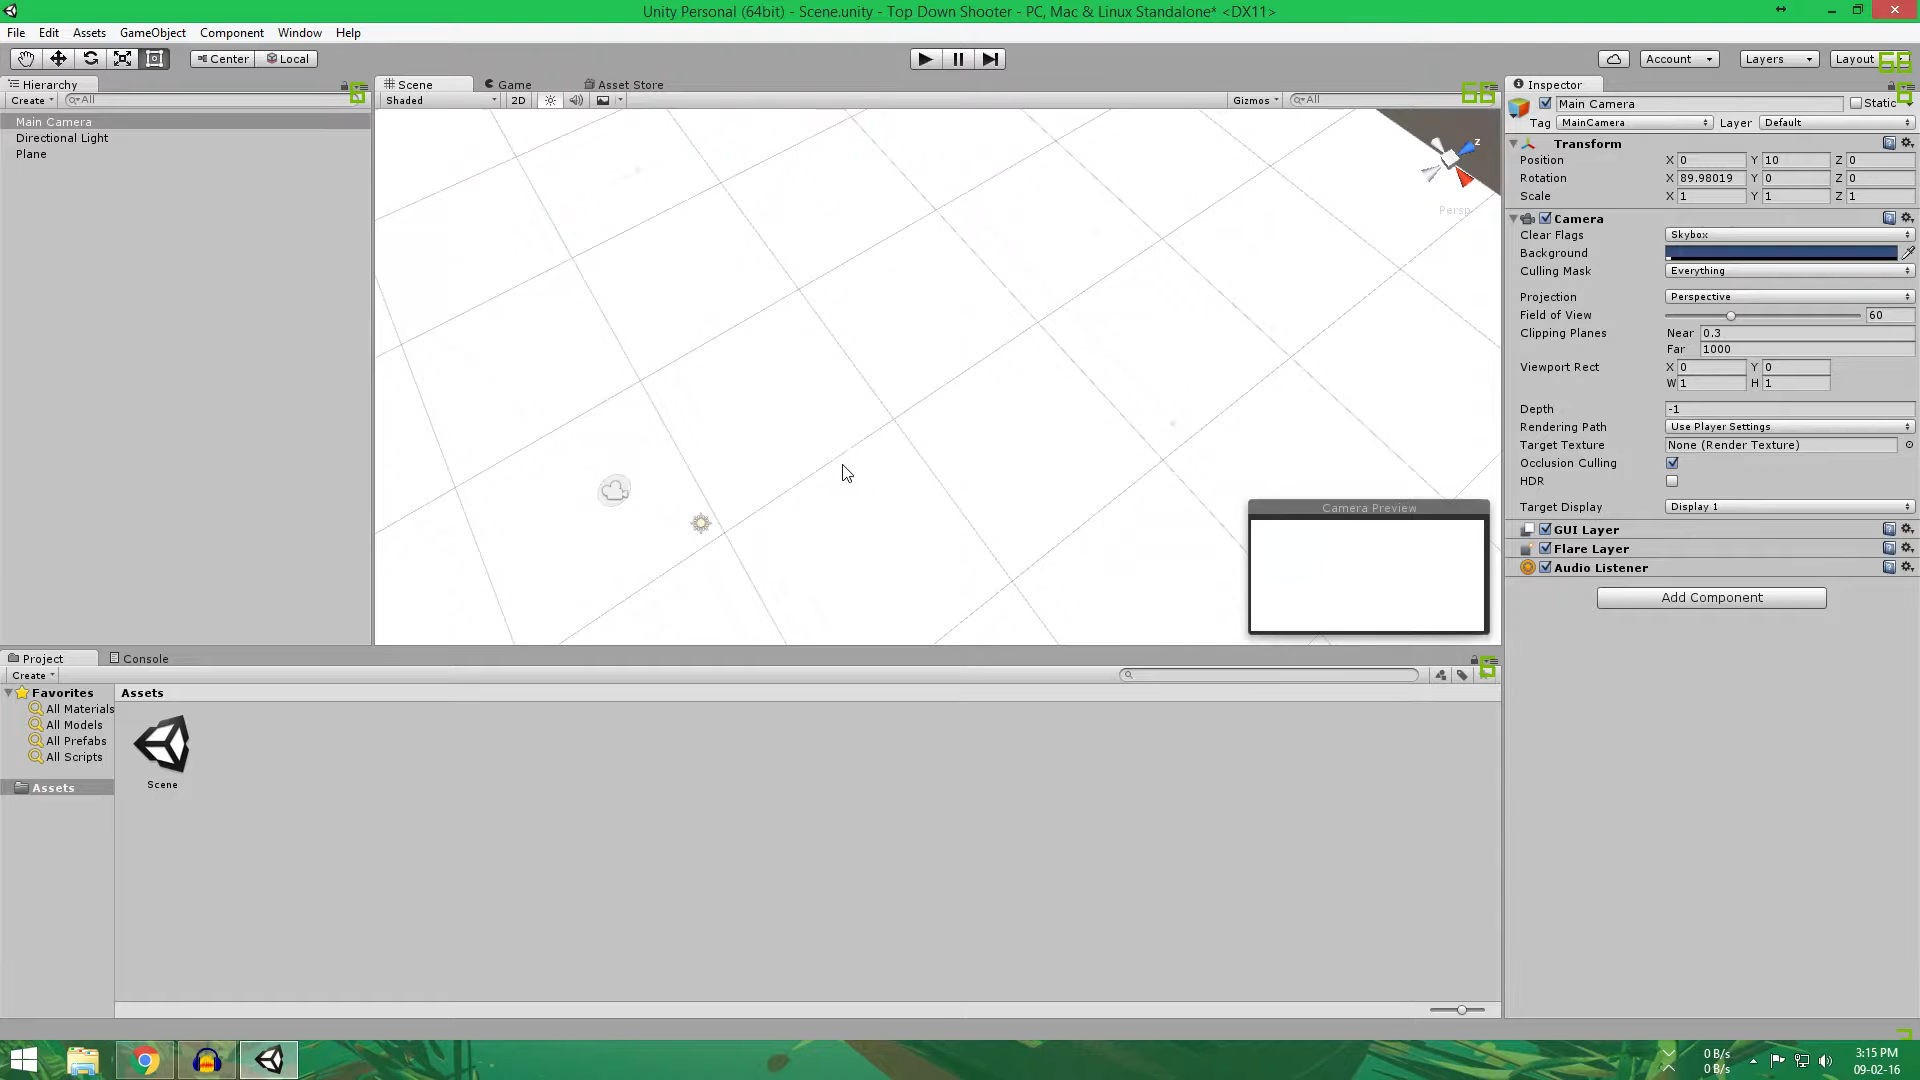 Unity Personal (64bit) - Scene.unity - Top Down Shooter - PC, Mac & Linux Standalone* <DX11>
File Edit Assets GameObject Component Window Help
Center Local Account Layers Layout
Hierarchy
Create All
Main Camera
Directional Light
Plane
Scene Game Asset Store
Shaded 2D Gizmos All
z
Persp
Camera Preview
Inspector
Main Camera Static
Tag MainCamera Layer Default
Transform
Position X 0 Y 10 Z 0
Rotation X 89.98019 Y 0 Z 0
Scale X 1 Y 1 Z 1
Camera
Clear Flags Skybox
Background
Culling Mask Everything
Projection Perspective
Field of View 60
Clipping Planes Near 0.3
Far 1000
Viewport Rect X 0 Y 0
W 1 H 1
Depth -1
Rendering Path Use Player Settings
Target Texture None (Render Texture)
Occlusion Culling
HDR
Target Display Display 1
GUI Layer
Flare Layer
Audio Listener
Add Component
Project Console
Create
Favorites
All Materials
All Models
All Prefabs
All Scripts
Assets
Assets
Scene
0 B/s
0 B/s
3:15 PM
09-02-16